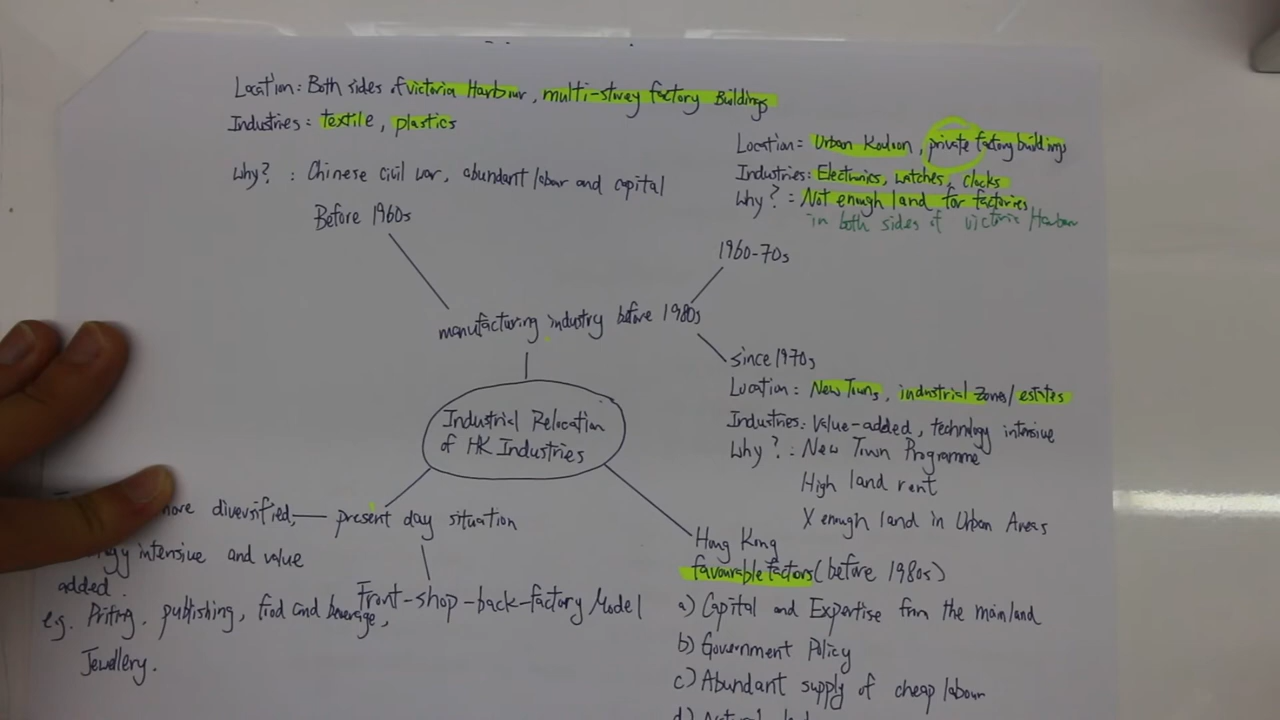 Location: Both sides of Victoria Harbour, multi-storey factory Buildings
Industries: textile, plastics
Why? : Chinese civil war, abundant labor and capital
Before 1960s
Location: Urban Kowloon, private factory buildings
Industries: Electronics, watches, clocks
Why? : Not enough land for factories
in both sides of victoria Harbour
1960-70s
manufacturing industry before 1980s
since 1970s
Location: New Towns, industrial zones/estates
Industries: Value-added, technology intensive
Why? : New Town Programme
High land rent
X enough land in Urban Areas
Industrial Relocation
of HK Industries
present day situation
more diversified,
intensive and value
added.
e.g. Priting, publishing, food and beverage,
Jewellery.
Front-shop-back-factory Model
Hong Kong
favourable factors (before 1980s)
a) Capital and Expertise from the mainland
b) Government Policy
c) Abundant supply of cheap labour
d)